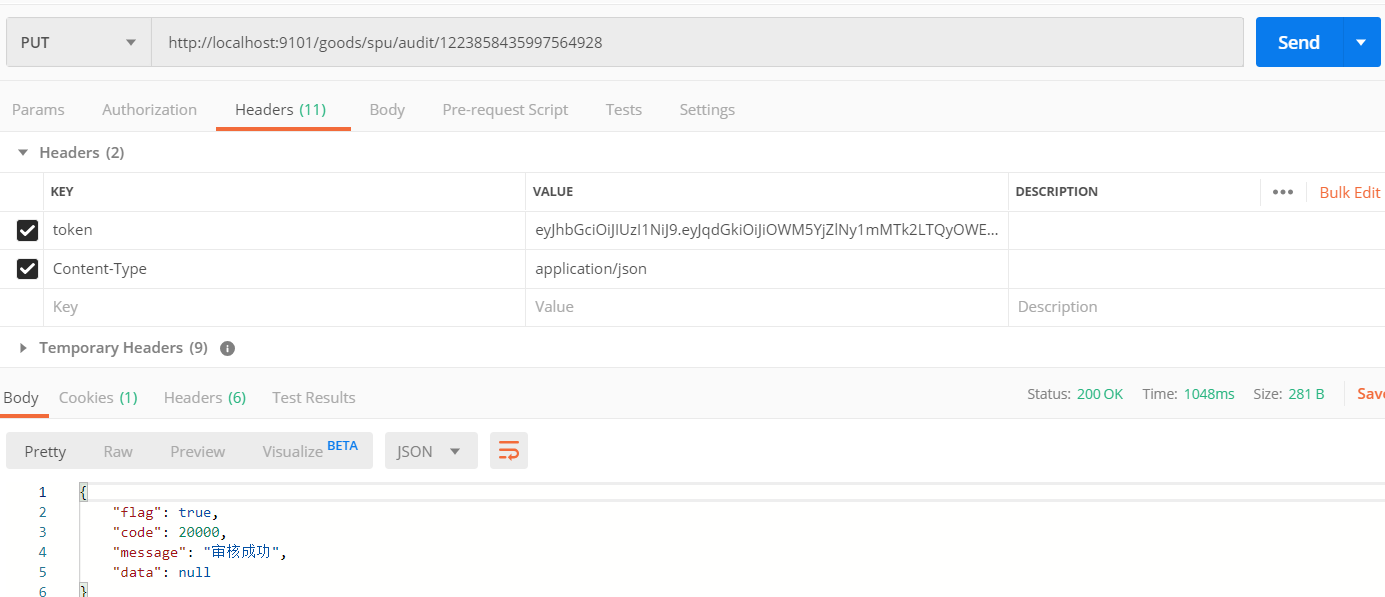 PUT http://localhost:9101/goods/spu/audit/1223858435997564928 Send
Params Authorization Headers (11) Body Pre-request Script Tests Settings
Headers (2)
KEY VALUE DESCRIPTION ••• Bulk Edit
token eyJhbGciOiJIUzI1NiJ9.eyJqdGkiOiJiOWM5YjZlNy1mMTk2LTQyOWE...
Content-Type application/json
Key Value Description
Temporary Headers (9) i
Body Cookies (1) Headers (6) Test Results Status: 200 OK Time: 1048ms Size: 281 B Save
Pretty Raw Preview Visualize BETA JSON
1 {
2 "flag": true,
3 "code": 20000,
4 "message": "审核成功",
5 "data": null
6 }